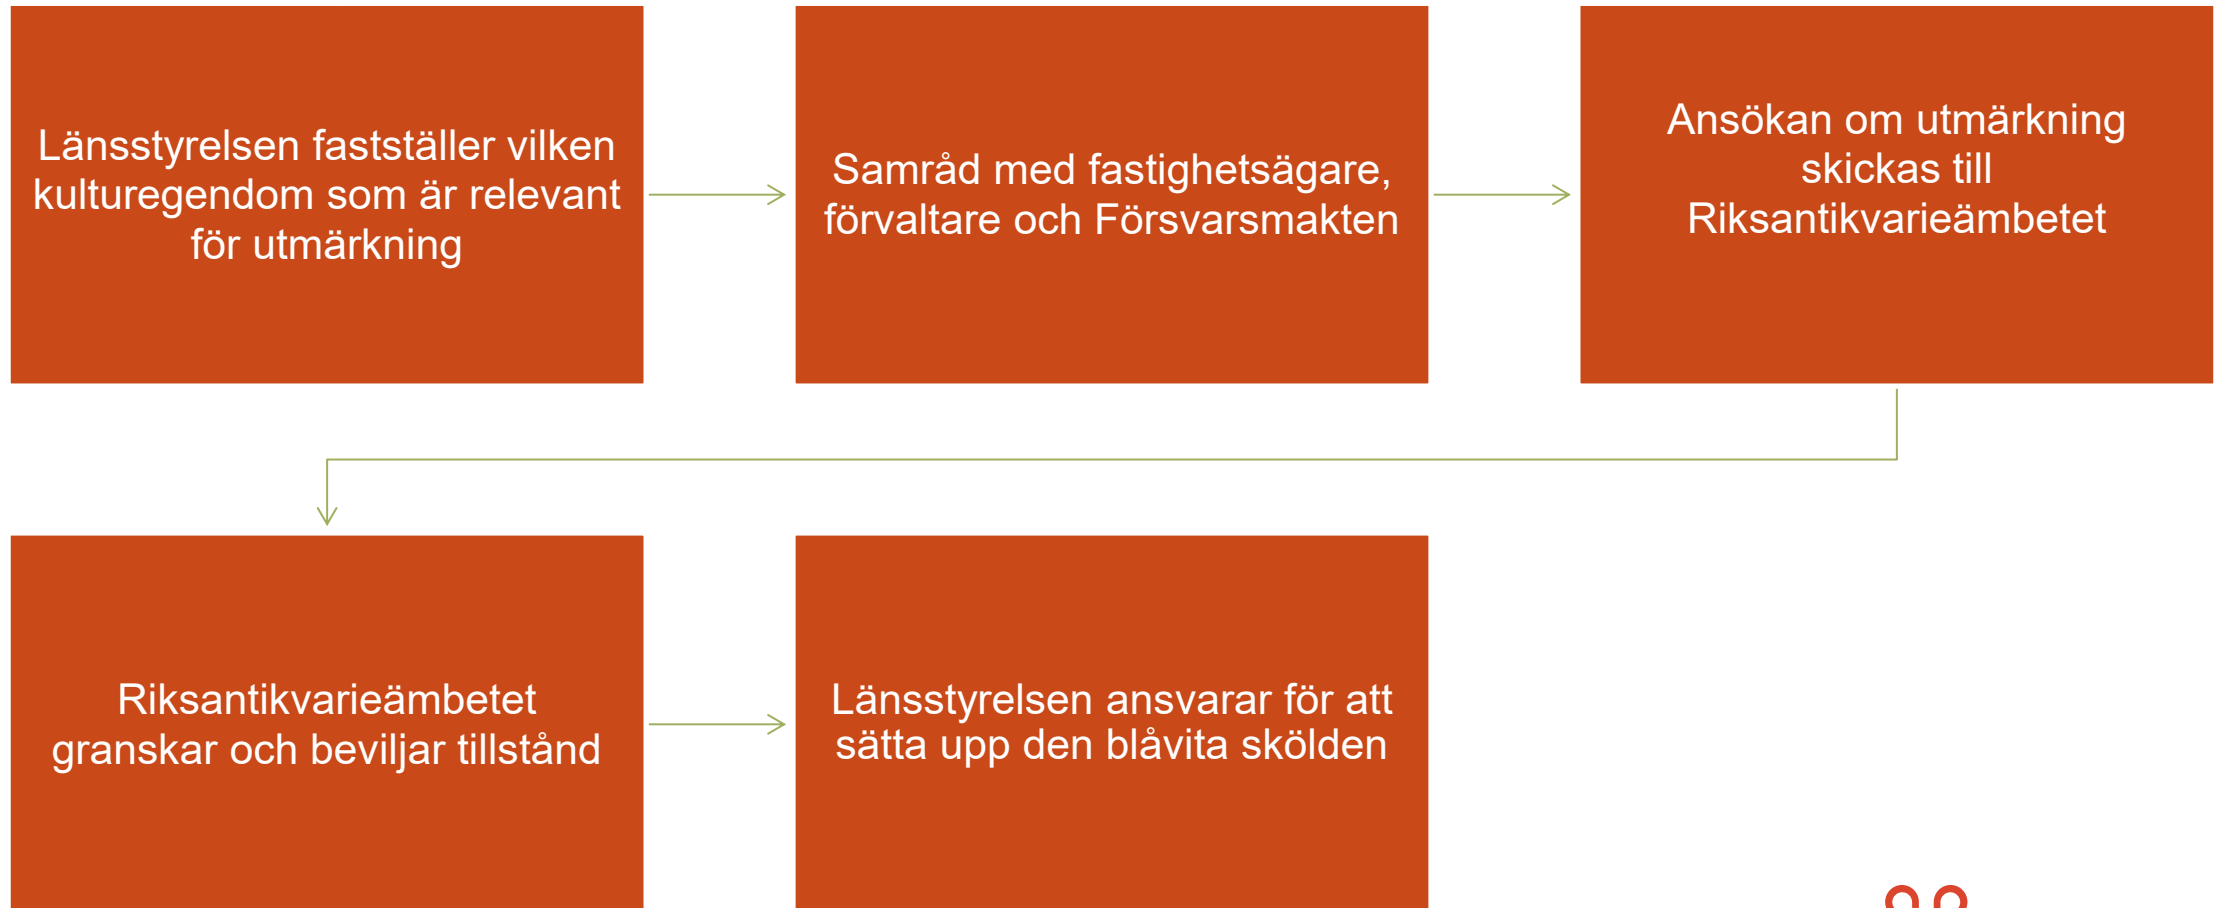 Länsstyrelsen fastställer vilken
kulturegendom som är relevant
för utmärkning
Samråd med fastighetsägare,
förvaltare och Försvarsmakten
Ansökan om utmärkning
skickas till
Riksantikvarieämbetet
Riksantikvarieämbetet
granskar och beviljar tillstånd
Länsstyrelsen ansvarar för att
sätta upp den blåvita skölden